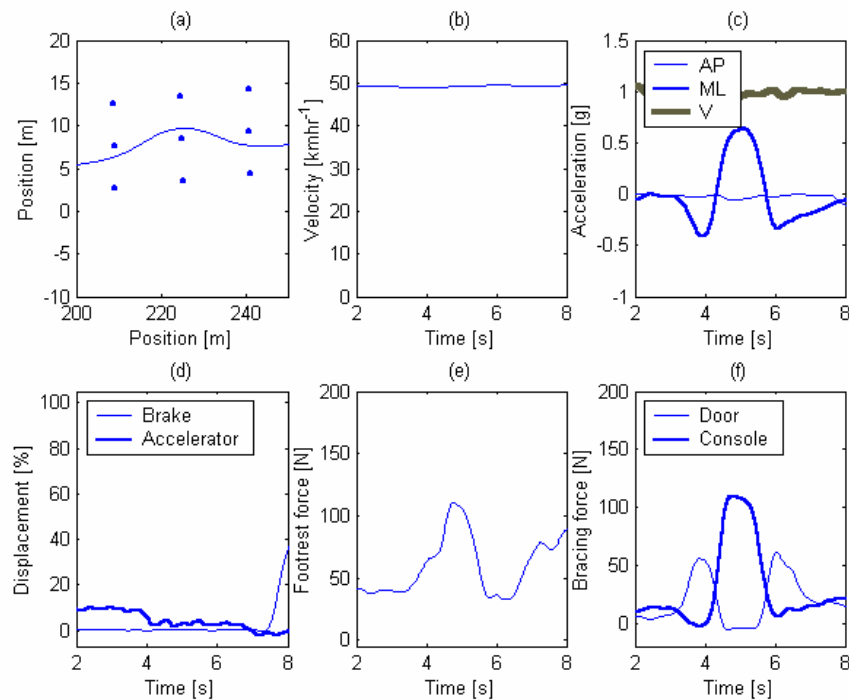 (a)
20
15
10
5
0
-5
-10
200 220 240
Position [m]
Position [m]
(b)
60
50
40
30
20
10
0
2 4 6 8
Time [s]
Velocity [kmhr-1]
(c)
1.5
1
0.5
0
-0.5
-1
2 4 6 8
Time [s]
Acceleration [g]
AP
ML
V
(d)
100
80
60
40
20
0
2 4 6 8
Time [s]
Displacement [%]
Brake
Accelerator
(e)
200
150
100
50
0
2 4 6 8
Time [s]
Footrest force [N]
(f)
200
150
100
50
0
2 4 6 8
Time [s]
Bracing force [N]
Door
Console